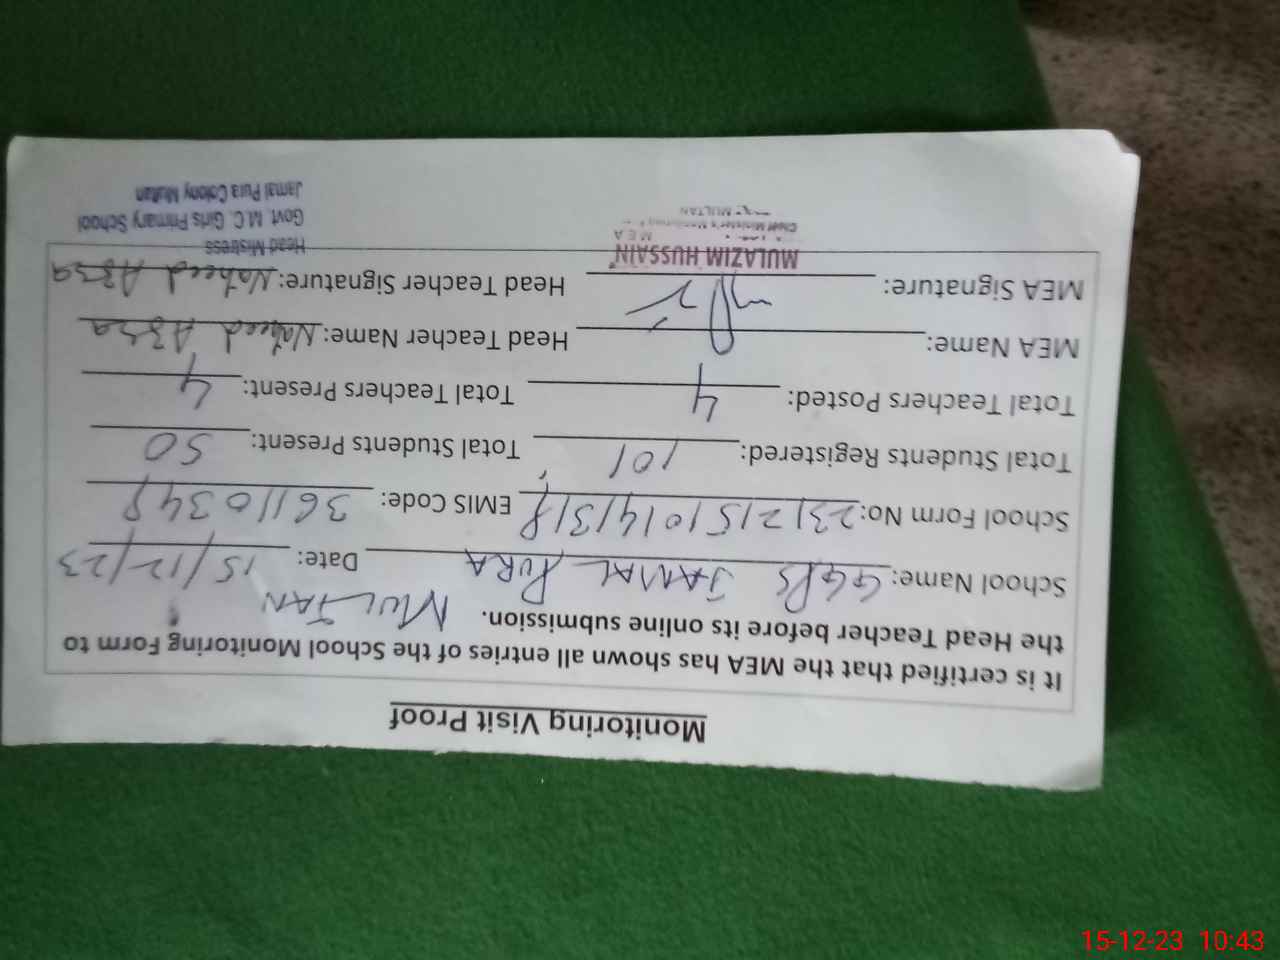 Monitoring Visit Proof
It is certified that the MEA has shown all entries of the School Monitoring Form to
the Head Teacher before its online submission. MULTAN
School Name: GGPS JAMAL PURA Date: 15/12/23
School Form No: 23/12/15/014/318 EMIS Code: 36110348
Total Students Registered: 101 Total Students Present: 50
Total Teachers Posted: 4 Total Teachers Present: 4
MEA Name: Head Teacher Name: Naheed
MEA Signature: Head Teacher Signature: Naheed
MULAZIM HUSSAIN Head Mistress
MEA Govt. M.C. Girls Primary School
Chief Minister's Jamal Pura Colony Multan
MULTAN
15-12-23 10:43